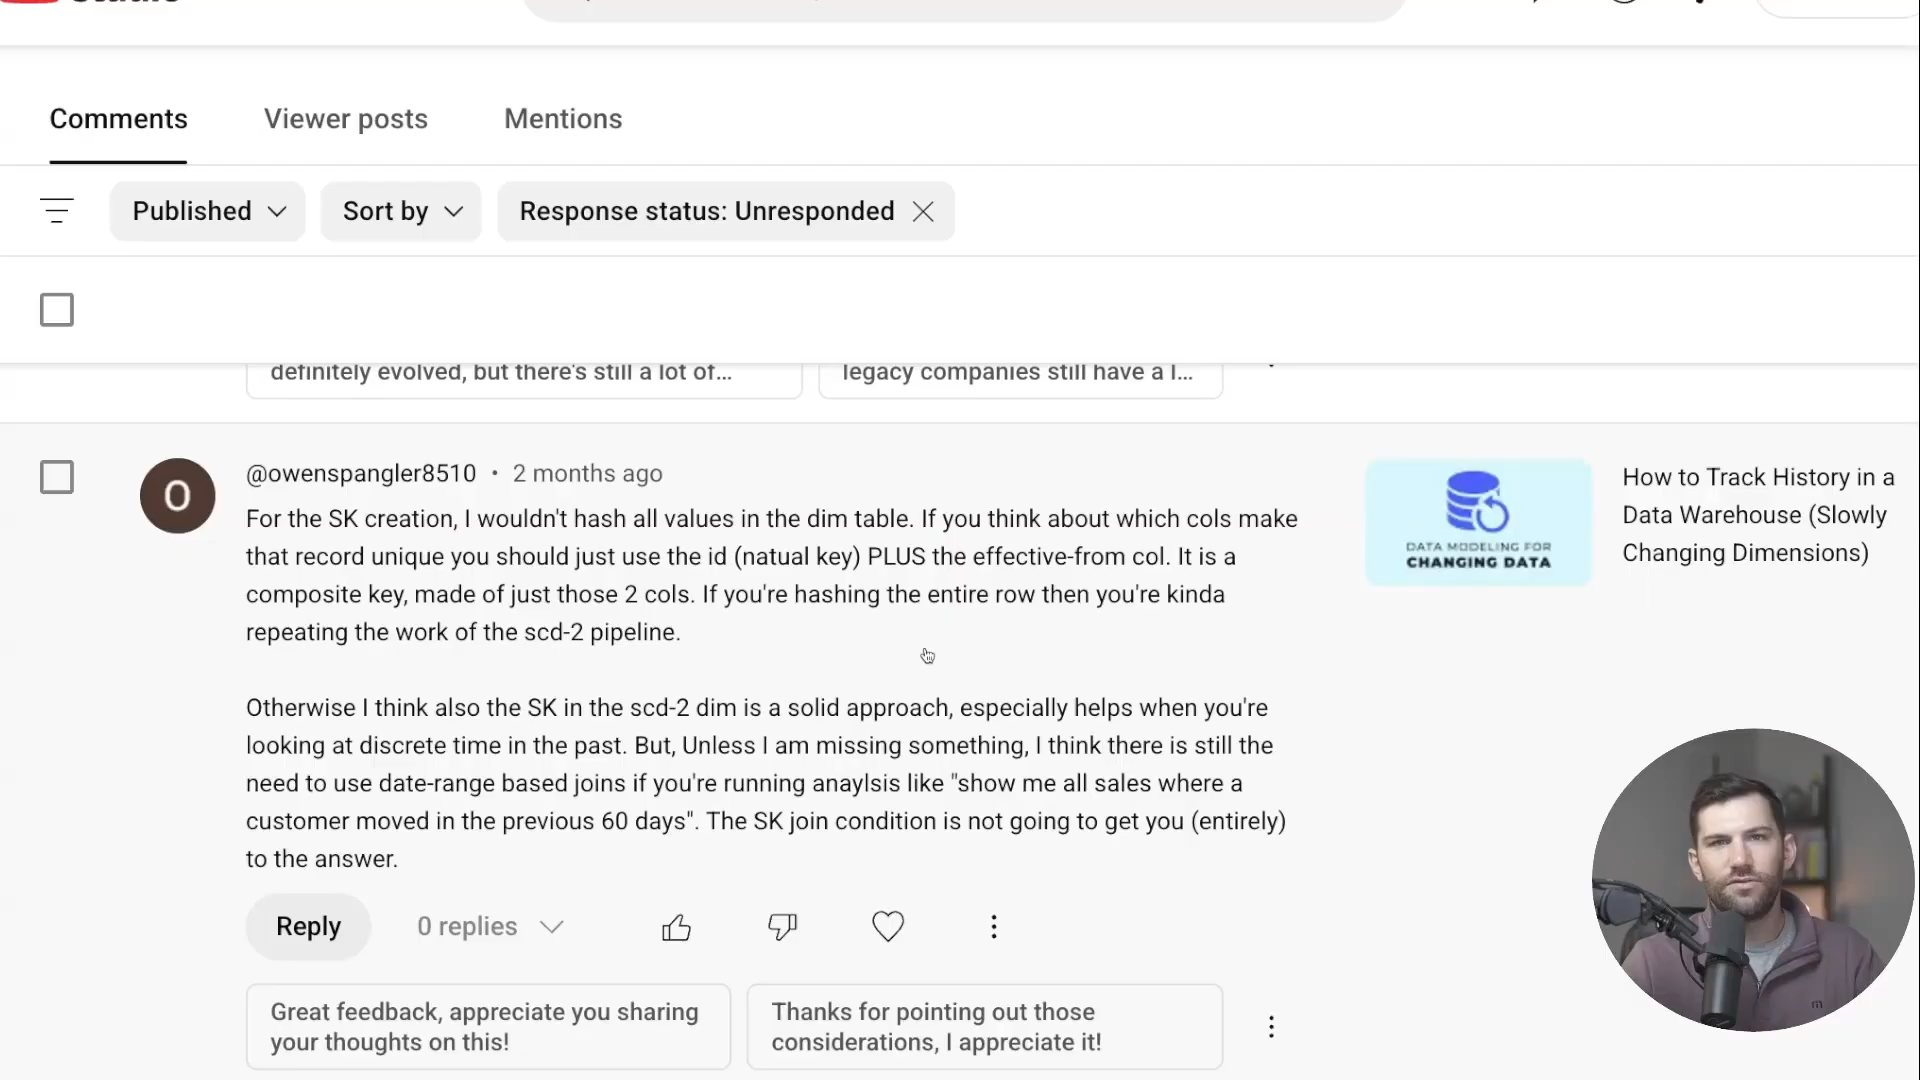 Comments
Viewer posts
Mentions
Published
Sort by
Response status: Unresponded
definitely evolved, but there's still a lot of...
legacy companies still have a l...
O
@owenspangler8510 • 2 months ago
For the SK creation, I wouldn't hash all values in the dim table. If you think about which cols make
that record unique you should just use the id (natual key) PLUS the effective-from col. It is a
composite key, made of just those 2 cols. If you're hashing the entire row then you're kinda
repeating the work of the scd-2 pipeline.
Otherwise I think also the SK in the scd-2 dim is a solid approach, especially helps when you're
looking at discrete time in the past. But, Unless I am missing something, I think there is still the
need to use date-range based joins if you're running anaylsis like "show me all sales where a
customer moved in the previous 60 days". The SK join condition is not going to get you (entirely)
to the answer.
Reply
0 replies
Great feedback, appreciate you sharing
your thoughts on this!
Thanks for pointing out those
considerations, I appreciate it!
DATA MODELING FOR
CHANGING DATA
How to Track History in a
Data Warehouse (Slowly
Changing Dimensions)